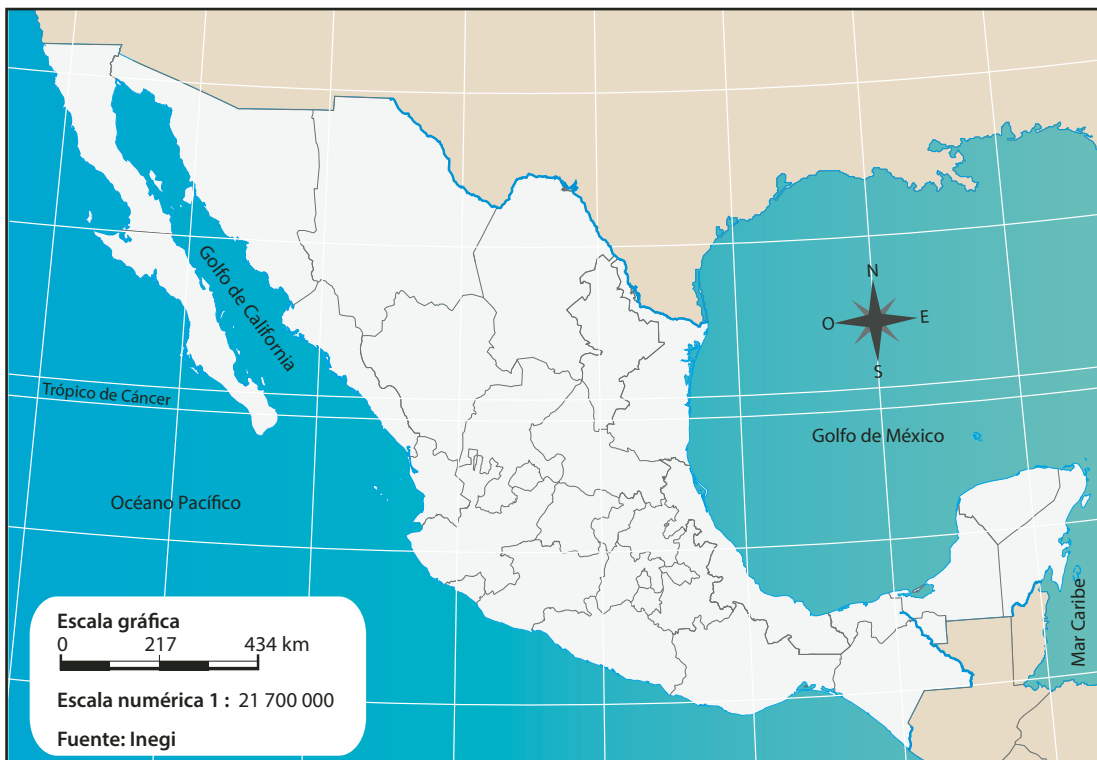 Golfo de California
N
O
E
S
Trópico de Cáncer
Golfo de México
Océano Pacífico
Mar Caribe
Escala gráfica
0 217 434 km
Escala numérica 1 : 21 700 000
Fuente: Inegi